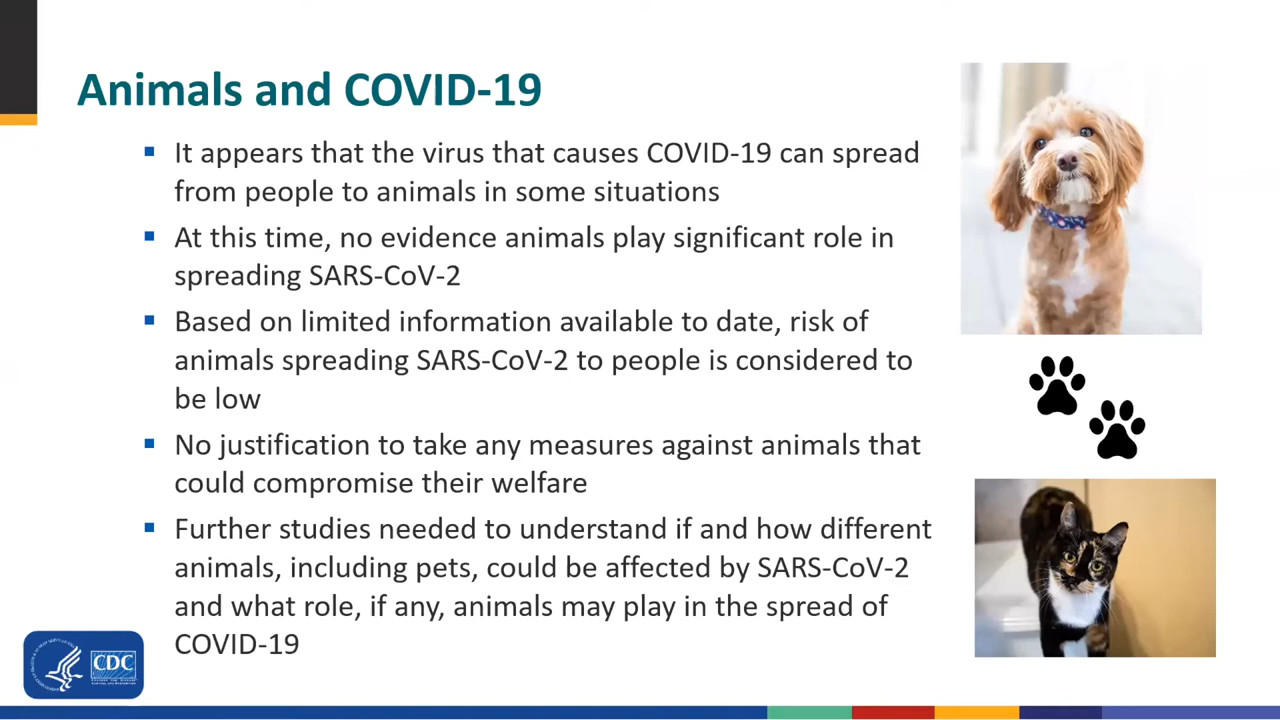 Animals and COVID-19
It appears that the virus that causes COVID-19 can spread
from people to animals in some situations
At this time, no evidence animals play significant role in
spreading SARS-CoV-2
Based on limited information available to date, risk of
animals spreading SARS-CoV-2 to people is considered to
be low
No justification to take any measures against animals that
could compromise their welfare
Further studies needed to understand if and how different
animals, including pets, could be affected by SARS-CoV-2
and what role, if any, animals may play in the spread of
COVID-19
CDC